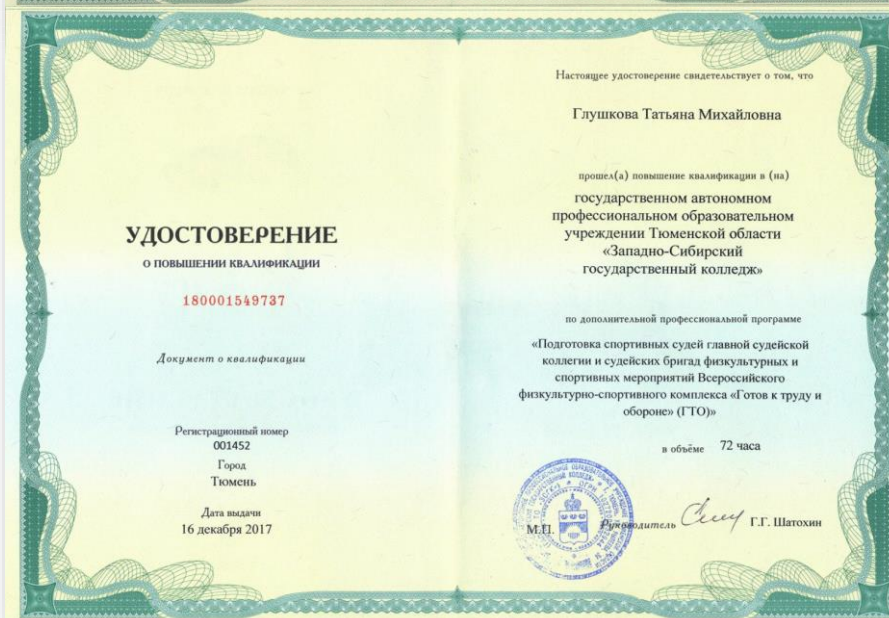 УДОСТОВЕРЕНИЕ
О ПОВЫШЕНИИ КВАЛИФИКАЦИИ
180001549737
Документ о квалификации
Регистрационный номер
001452
Город
Тюмень
Дата выдачи
16 декабря 2017
Настоящее удостоверение свидетельствует о том, что
Глушкова Татьяна Михайловна
прошел(а) повышение квалификации в (на)
государственном автономном
профессиональном образовательном
учреждении Тюменской области
«Западно-Сибирский
государственный колледж»
по дополнительной профессиональной программе
«Подготовка спортивных судей главной судейской
коллегии и судейских бригад физкультурных и
спортивных мероприятий Всероссийского
физкультурно-спортивного комплекса «Готов к труду и
обороне» (ГТО)»
в объёме 72 часа
М.П. Руководитель Г.Г. Шатохин